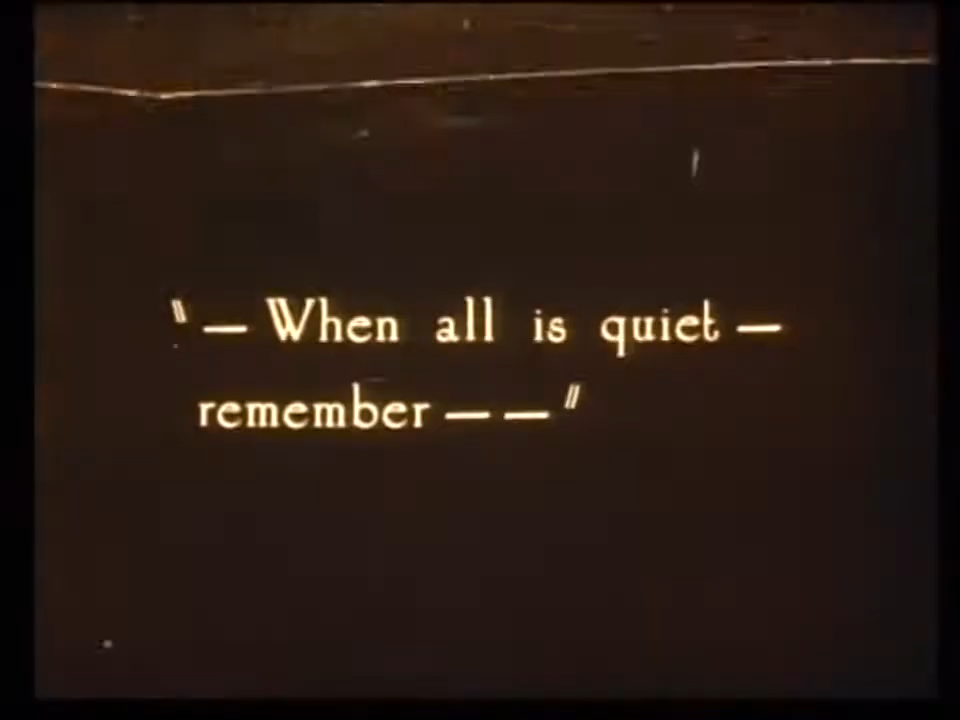 "— When all is quiet —
remember — — "